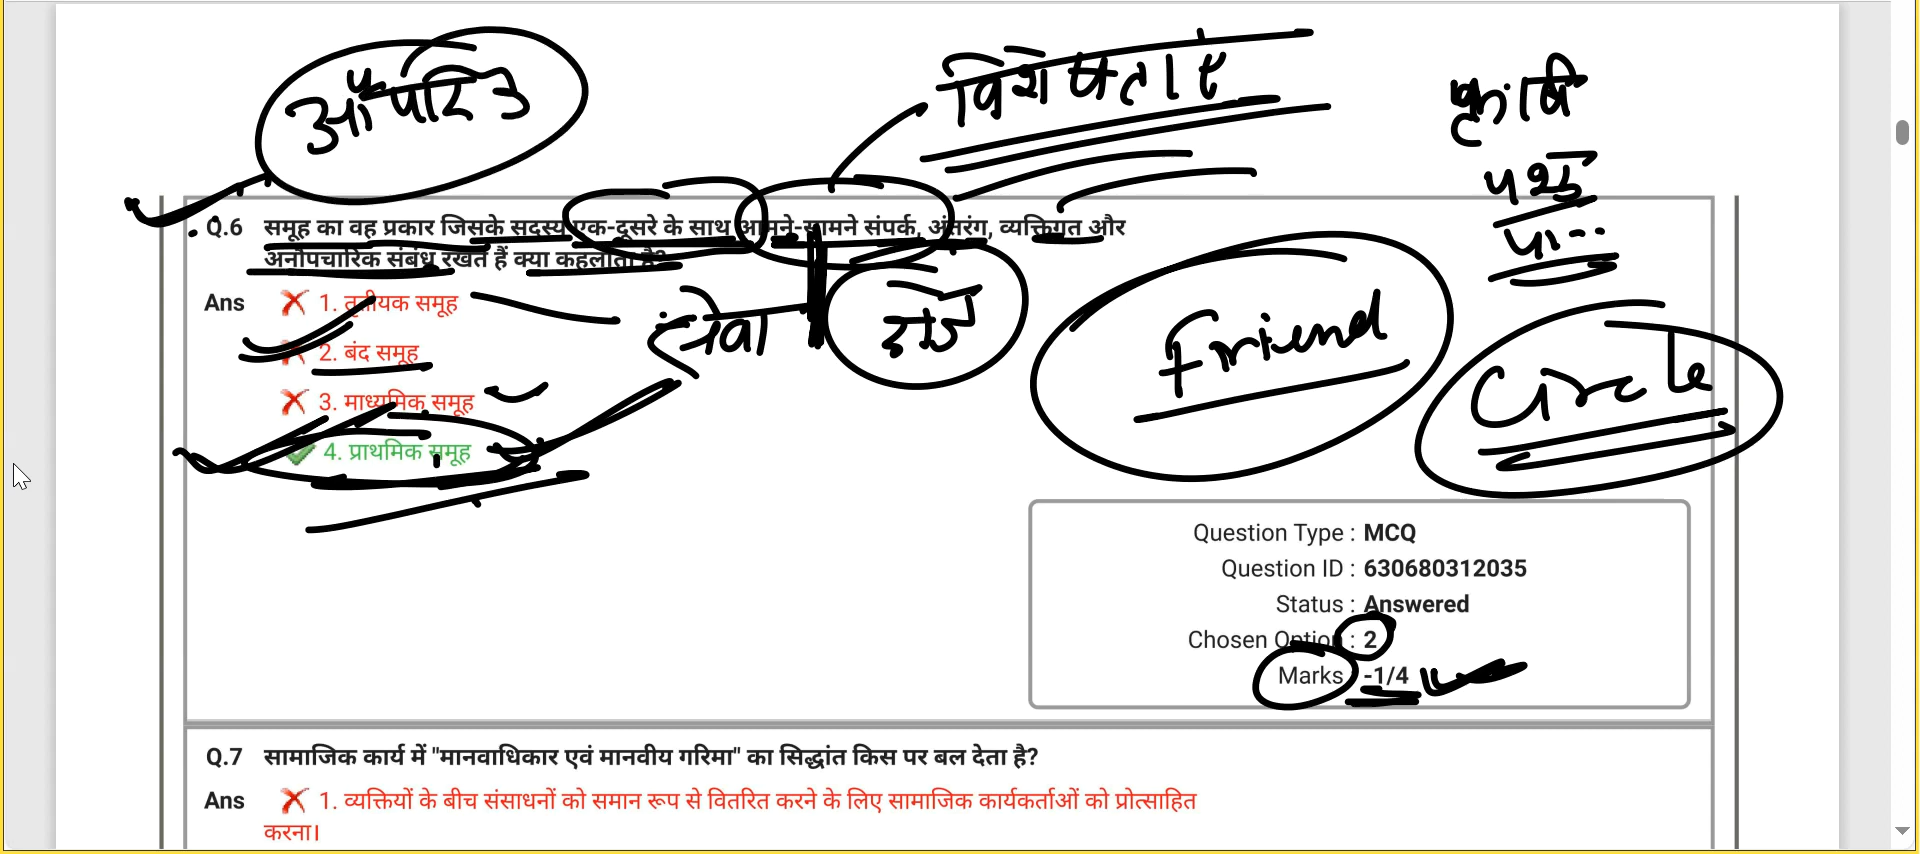 विशेषताए
Q.6 समूह का वह प्रकार जिसके सदस्य एक-दूसरे के साथ आमने-सामने संपर्क, अंतरंग, व्यक्तिगत और
अनौपचारिक संबंध रखते हैं क्या कहलाता है?
Ans 1. तृतीयक समूह
2. बंद समूह
3. माध्यमिक समूह
4. प्राथमिक समूह
Friend
Circle
Question Type : MCQ
Question ID : 630680312035
Status : Answered
Chosen Option : 2
Marks : -1/4
Q.7 सामाजिक कार्य में "मानवाधिकार एवं मानवीय गरिमा" का सिद्धांत किस पर बल देता है?
Ans 1. व्यक्तियों के बीच संसाधनों को समान रूप से वितरित करने के लिए सामाजिक कार्यकर्ताओं को प्रोत्साहित
करना।